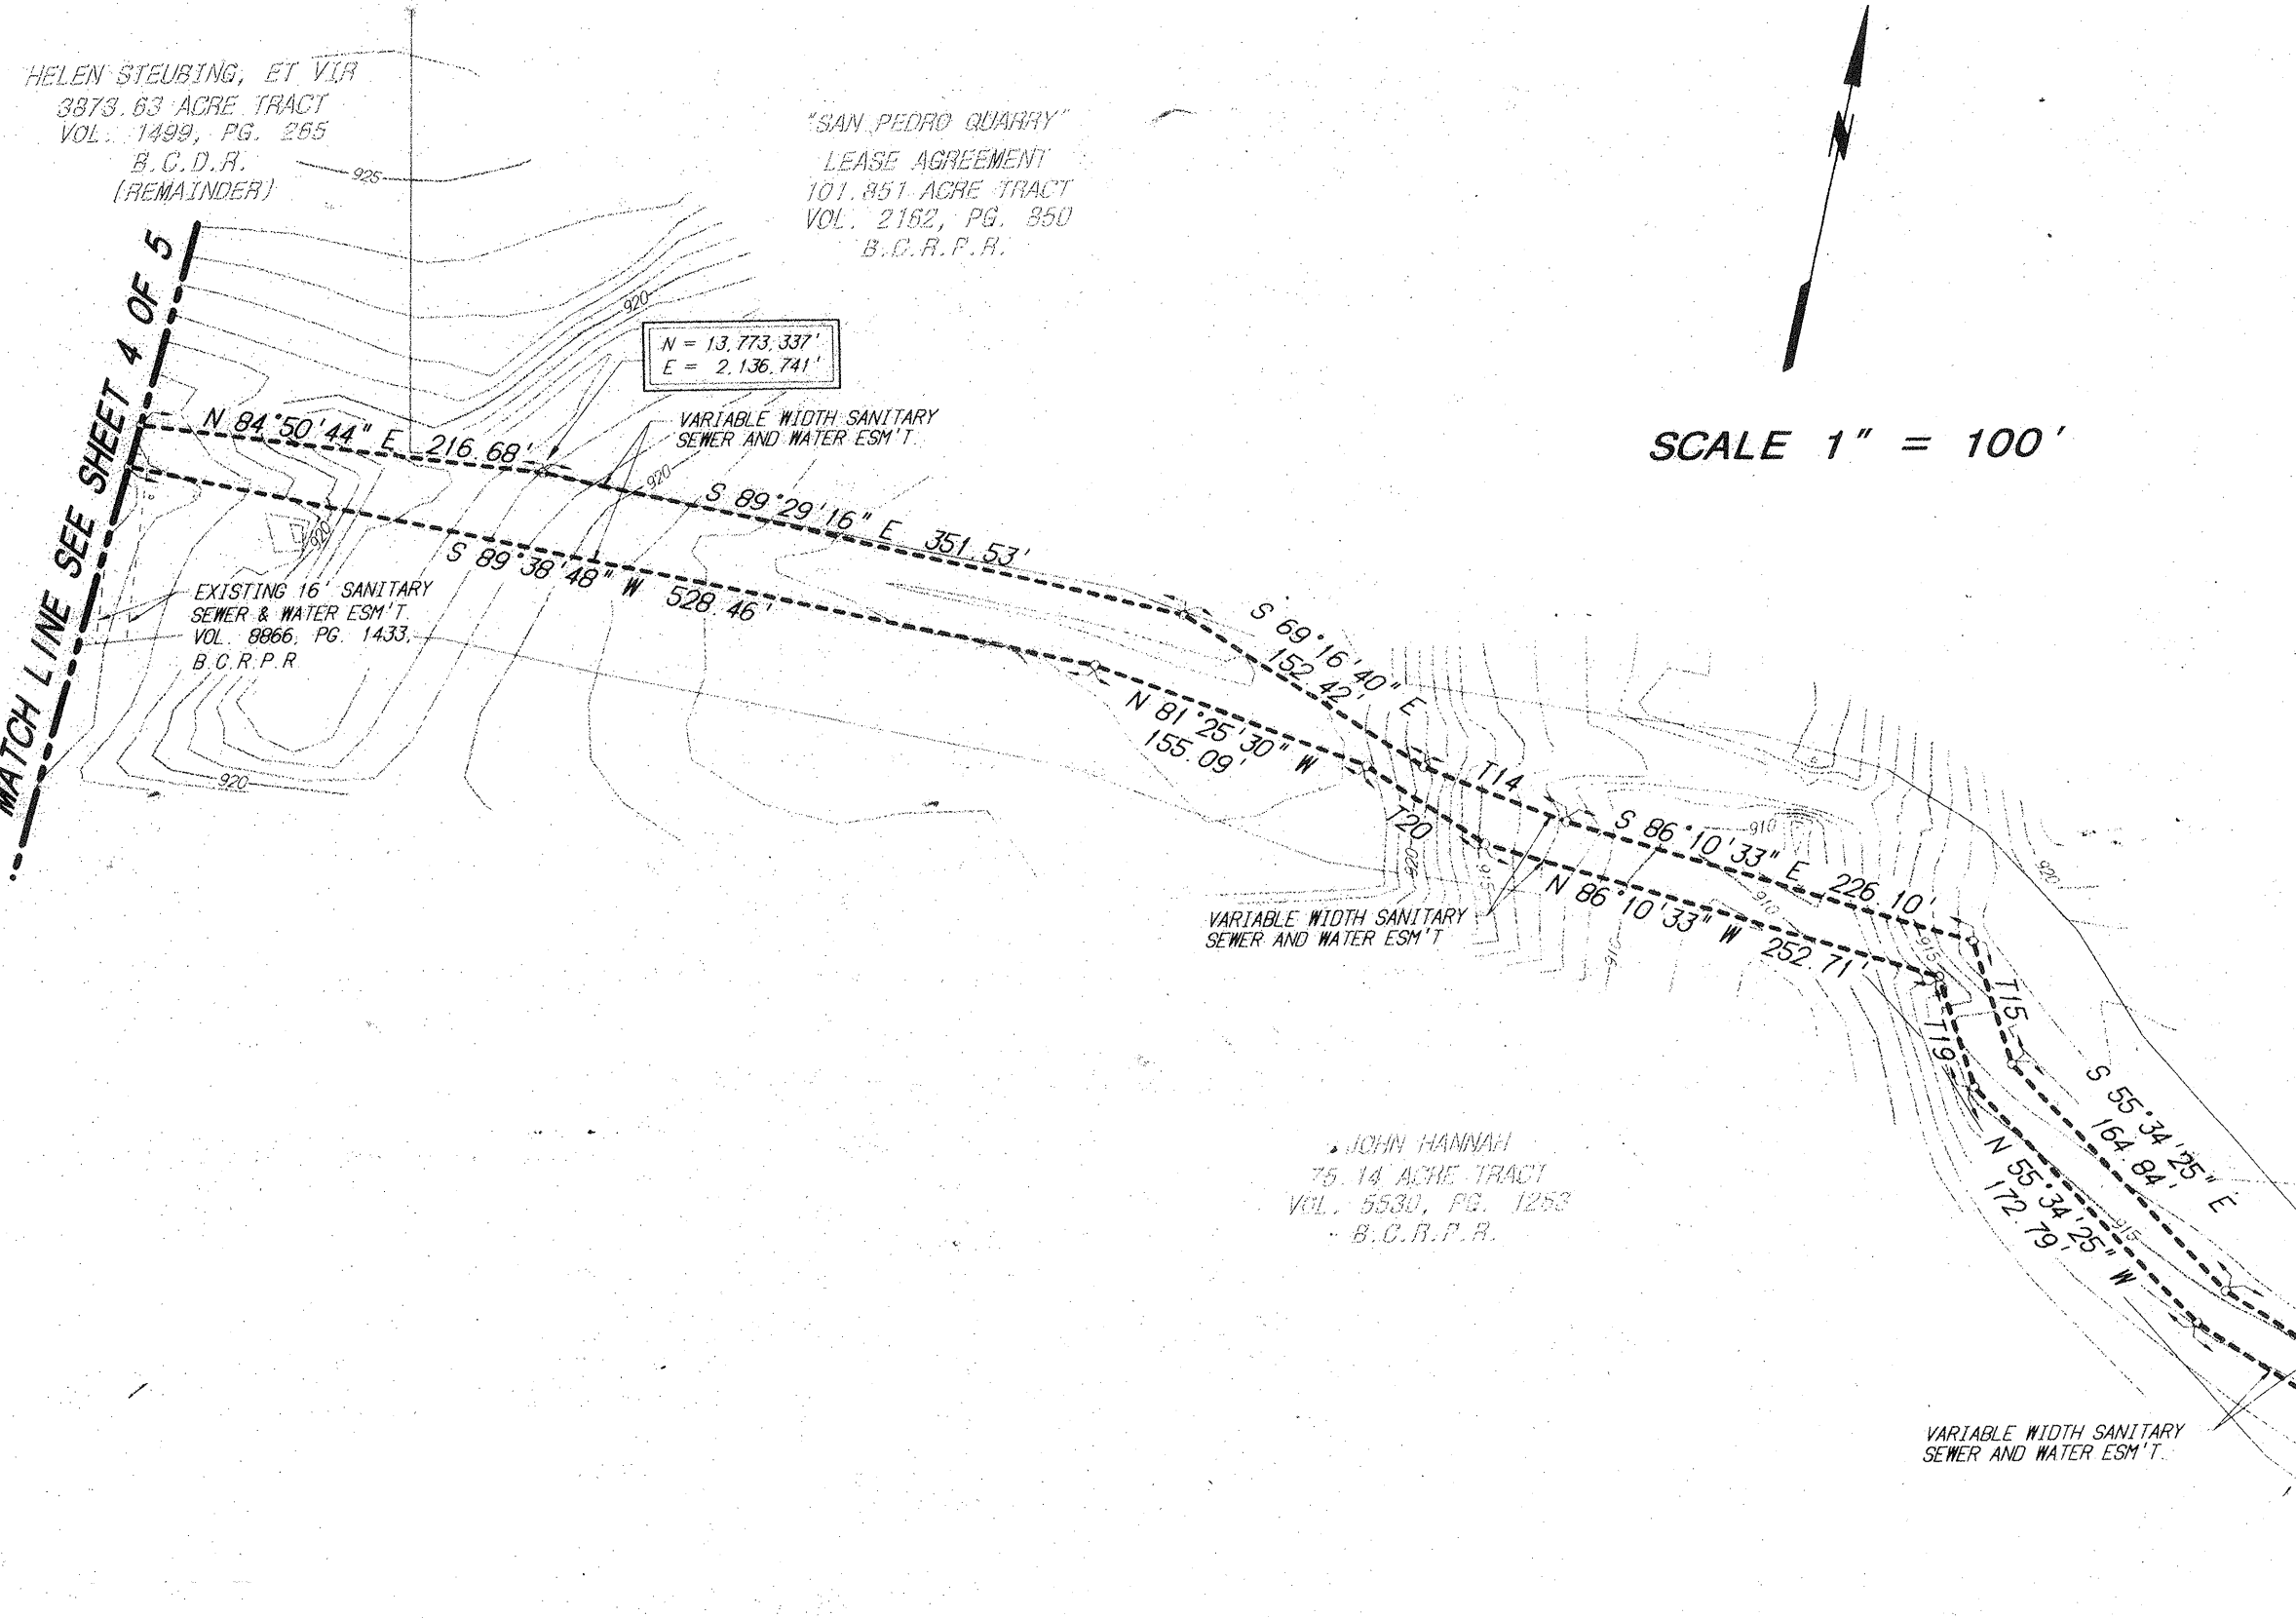 HELEN STEUBING, ET VIR
3873.63 ACRE TRACT
VOL. 1499, PG. 265
B.C.D.R.
(REMAINDER)
925
"SAN PEDRO QUARRY"
LEASE AGREEMENT
101.851 ACRE TRACT
VOL. 2162, PG. 850
B.C.R.P.R.
N
SCALE 1" = 100'
MATCH LINE SEE SHEET 4 OF 5
920
N = 13,773,337'
E = 2,136,741'
VARIABLE WIDTH SANITARY
SEWER AND WATER ESM'T.
N 84°50'44" E 216.68'
920
S 89°29'16" E 351.53'
920
S 89°38'48" W 528.46'
EXISTING 16' SANITARY
SEWER & WATER ESM'T.
VOL. 8866, PG. 1433,
B.C.R.P.R.
920
S 69°16'40" E
152.42'
N 81°25'30" W
155.09'
T14
T20
920
915
S 86°10'33" E 226.10'
910
910
N 86°10'33" W 252.71'
910
915
920
VARIABLE WIDTH SANITARY
SEWER AND WATER ESM'T.
T15
T19
S 55°34'25" E
164.84'
N 55°34'25" W
172.79'
915
JOHN HANNAH
75.14 ACRE TRACT
VOL. 5530, PG. 1253
B.C.R.P.R.
VARIABLE WIDTH SANITARY
SEWER AND WATER ESM'T.